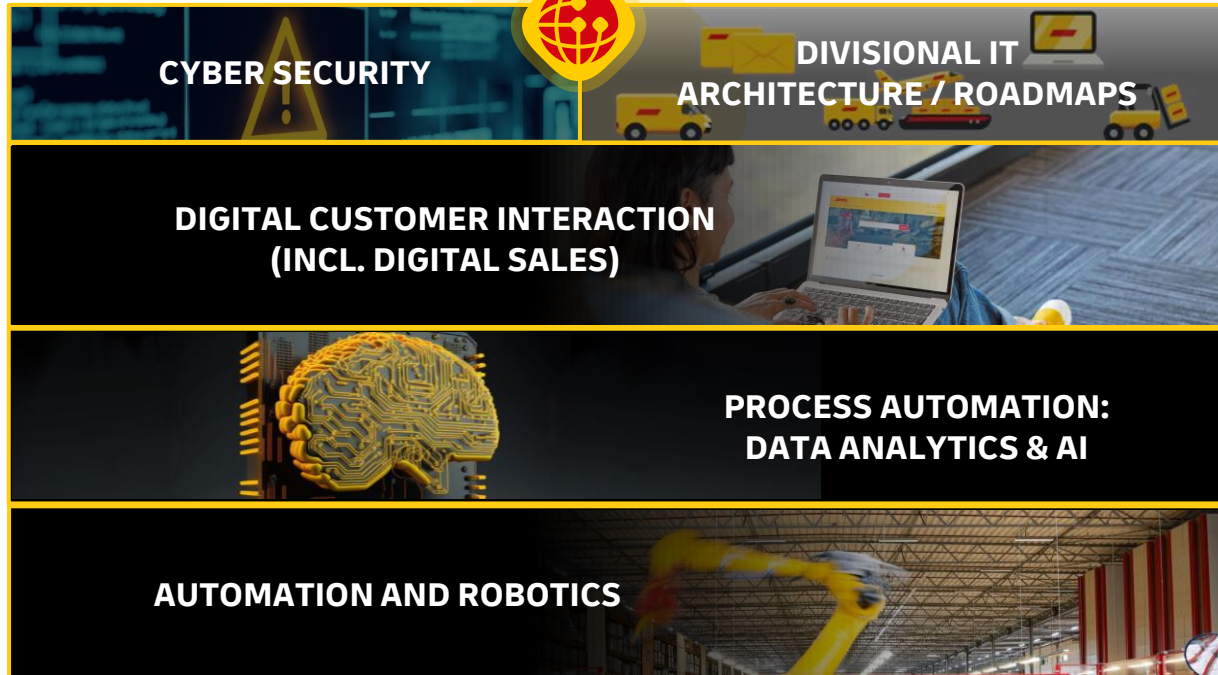 CYBER SECURITY
DIVISIONAL IT
ARCHITECTURE / ROADMAPS
DIGITAL CUSTOMER INTERACTION
(INCL. DIGITAL SALES)
PROCESS AUTOMATION:
DATA ANALYTICS & AI
AUTOMATION AND ROBOTICS